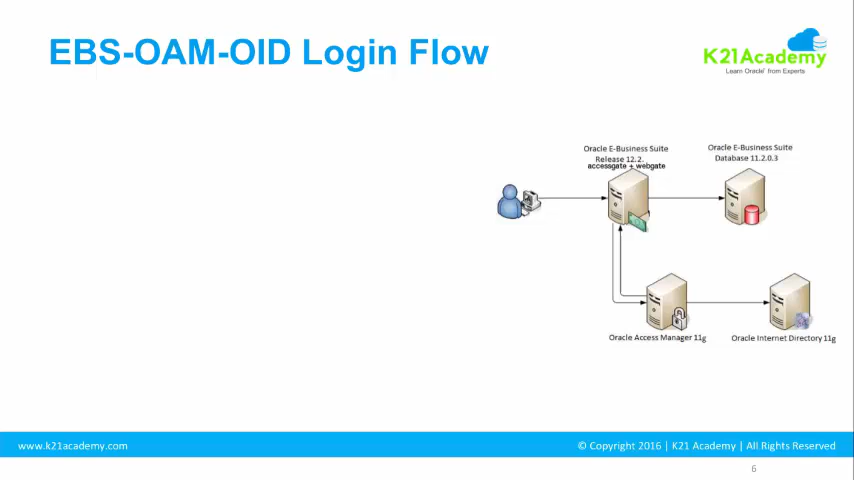 EBS-OAM-OID Login Flow
K21Academy
Learn Oracle' from Experts
Oracle E-Business Suite
Release 12.2.
accessgate + webgate
Oracle E-Business Suite
Database 11.2.0.3
Oracle Access Manager 11g
Oracle Internet Directory 11g
www.k21academy.com
© Copyright 2016 | K21 Academy | All Rights Reserved
6